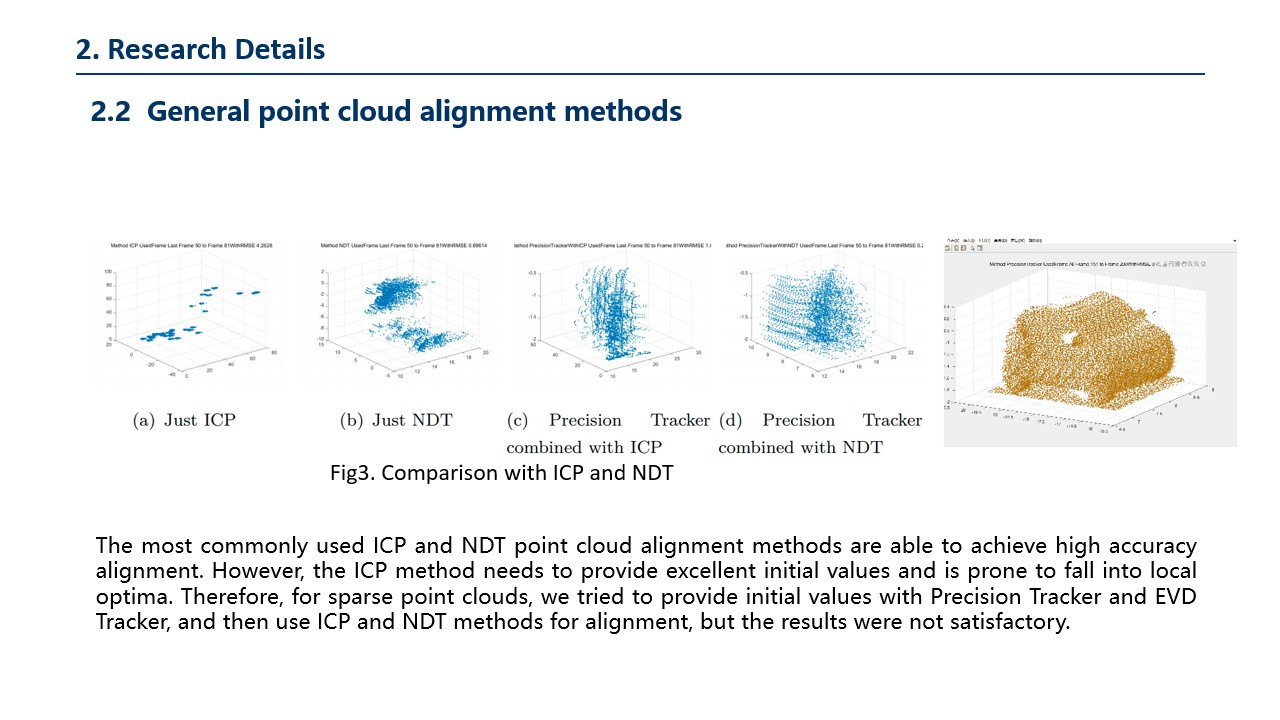 2. Research Details
2.2 General point cloud alignment methods
Method ICP UsedFrame Last Frame 50 to Frame 81WithRMSE 4.2628
Method NDT UsedFrame Last Frame 50 to Frame 81WithRMSE 0.69614
lethod PrecisionTrackerWithICP UsedFrame Last Frame 50 to Frame 81WithRMSE 1.
thod PrecisionTrackerWithNDT UsedFrame Last Frame 50 to Frame 81WithRMSE 0.2
(a) Just ICP
(b) Just NDT
(c) Precision Tracker
combined with ICP
(d) Precision Tracker
combined with NDT
Fig3. Comparison with ICP and NDT
The most commonly used ICP and NDT point cloud alignment methods are able to achieve high accuracy
alignment. However, the ICP method needs to provide excellent initial values and is prone to fall into local
optima. Therefore, for sparse point clouds, we tried to provide initial values with Precision Tracker and EVD
Tracker, and then use ICP and NDT methods for alignment, but the results were not satisfactory.